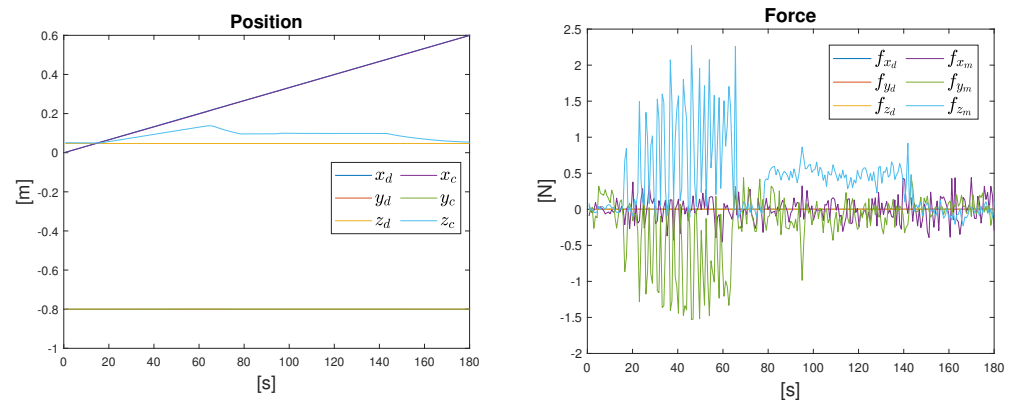 Position
0.6
0.4
0.2
0
-0.2
-0.4
-0.6
-0.8
-1
[m]
x_d x_c
y_d y_c
z_d z_c
0 20 40 60 80 100 120 140 160 180
[s]
Force
2.5
2
1.5
1
0.5
0
-0.5
-1
-1.5
-2
[N]
f_{x_d} f_{x_m}
f_{y_d} f_{y_m}
f_{z_d} f_{z_m}
0 20 40 60 80 100 120 140 160 180
[s]